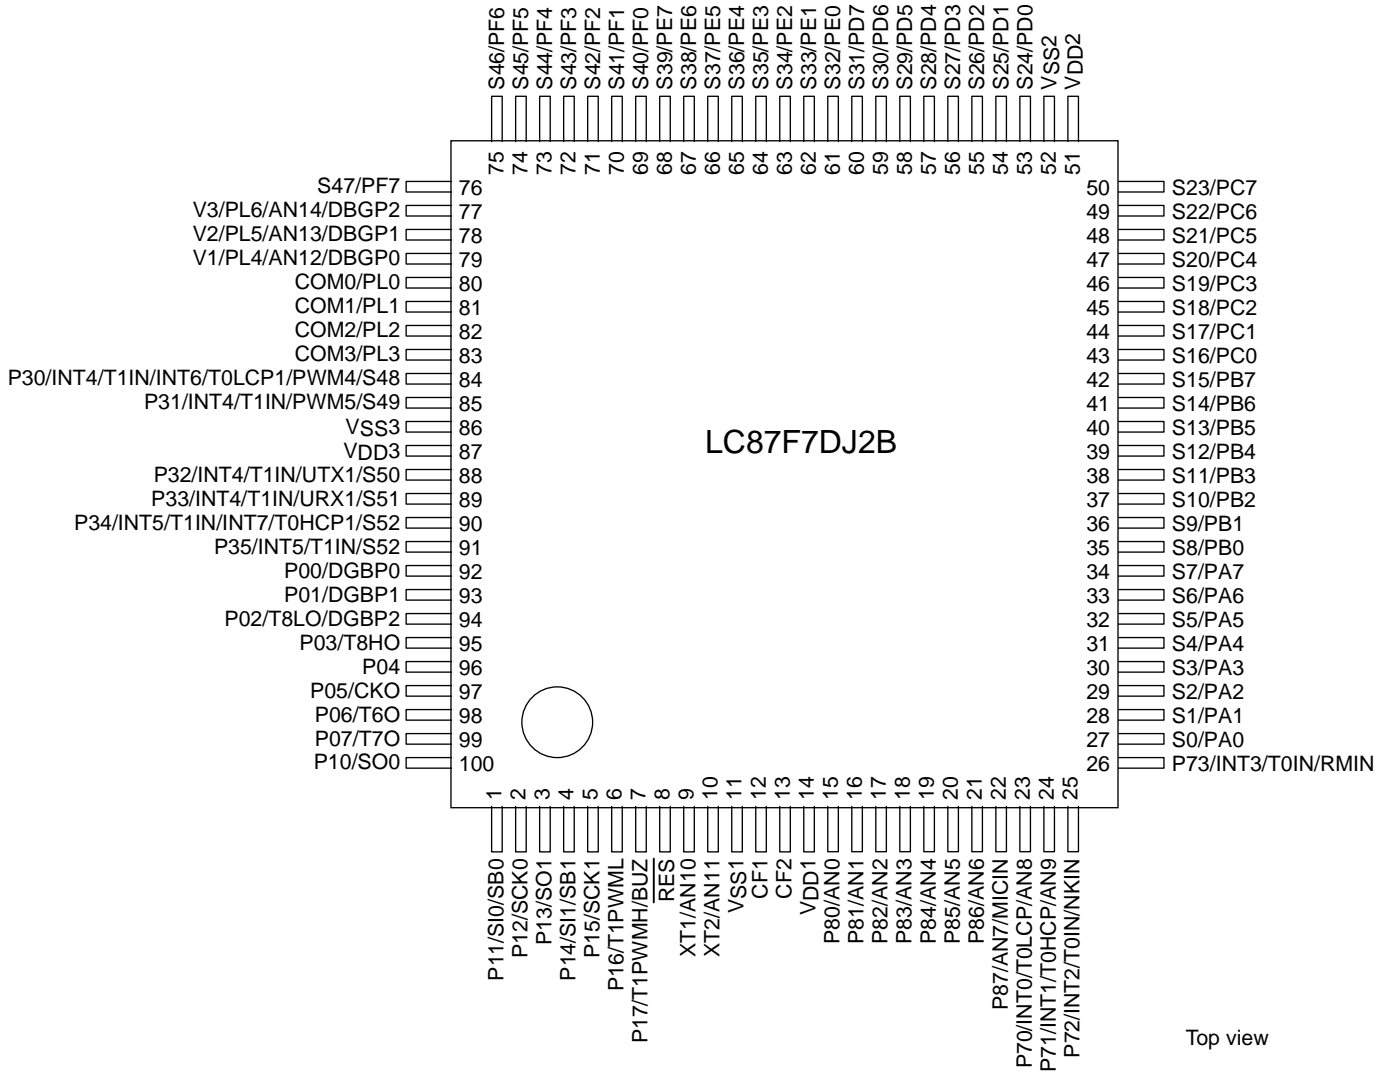 S46/PF6
S45/PF5
S44/PF4
S43/PF3
S42/PF2
S41/PF1
S40/PF0
S39/PE7
S38/PE6
S37/PE5
S36/PE4
S35/PE3
S34/PE2
S33/PE1
S32/PE0
S31/PD7
S30/PD6
S29/PD5
S28/PD4
S27/PD3
S26/PD2
S25/PD1
S24/PD0
VSS2
VDD2
75
74
73
72
71
70
69
68
67
66
65
64
63
62
61
60
59
58
57
56
55
54
53
52
51
S47/PF7 76
V3/PL6/AN14/DBGP2 77
V2/PL5/AN13/DBGP1 78
V1/PL4/AN12/DBGP0 79
COM0/PL0 80
COM1/PL1 81
COM2/PL2 82
COM3/PL3 83
P30/INT4/T1IN/INT6/T0LCP1/PWM4/S48 84
P31/INT4/T1IN/PWM5/S49 85
VSS3 86
VDD3 87
P32/INT4/T1IN/UTX1/S50 88
P33/INT4/T1IN/URX1/S51 89
P34/INT5/T1IN/INT7/T0HCP1/S52 90
P35/INT5/T1IN/S52 91
P00/DGBP0 92
P01/DGBP1 93
P02/T8LO/DGBP2 94
P03/T8HO 95
P04 96
P05/CKO 97
P06/T6O 98
P07/T7O 99
P10/SO0 100
LC87F7DJ2B
50 S23/PC7
49 S22/PC6
48 S21/PC5
47 S20/PC4
46 S19/PC3
45 S18/PC2
44 S17/PC1
43 S16/PC0
42 S15/PB7
41 S14/PB6
40 S13/PB5
39 S12/PB4
38 S11/PB3
37 S10/PB2
36 S9/PB1
35 S8/PB0
34 S7/PA7
33 S6/PA6
32 S5/PA5
31 S4/PA4
30 S3/PA3
29 S2/PA2
28 S1/PA1
27 S0/PA0
26 P73/INT3/T0IN/RMIN
1
2
3
4
5
6
7
8
9
10
11
12
13
14
15
16
17
18
19
20
21
22
23
24
25
P11/SI0/SB0
P12/SCK0
P13/SO1
P14/SI1/SB1
P15/SCK1
P16/T1PWML
P17/T1PWMH/BUZ
RES
XT1/AN10
XT2/AN11
VSS1
CF1
CF2
VDD1
P80/AN0
P81/AN1
P82/AN2
P83/AN3
P84/AN4
P85/AN5
P86/AN6
P87/AN7/MICIN
P70/INT0/T0LCP/AN8
P71/INT1/T0HCP/AN9
P72/INT2/T0IN/NKIN
Top view